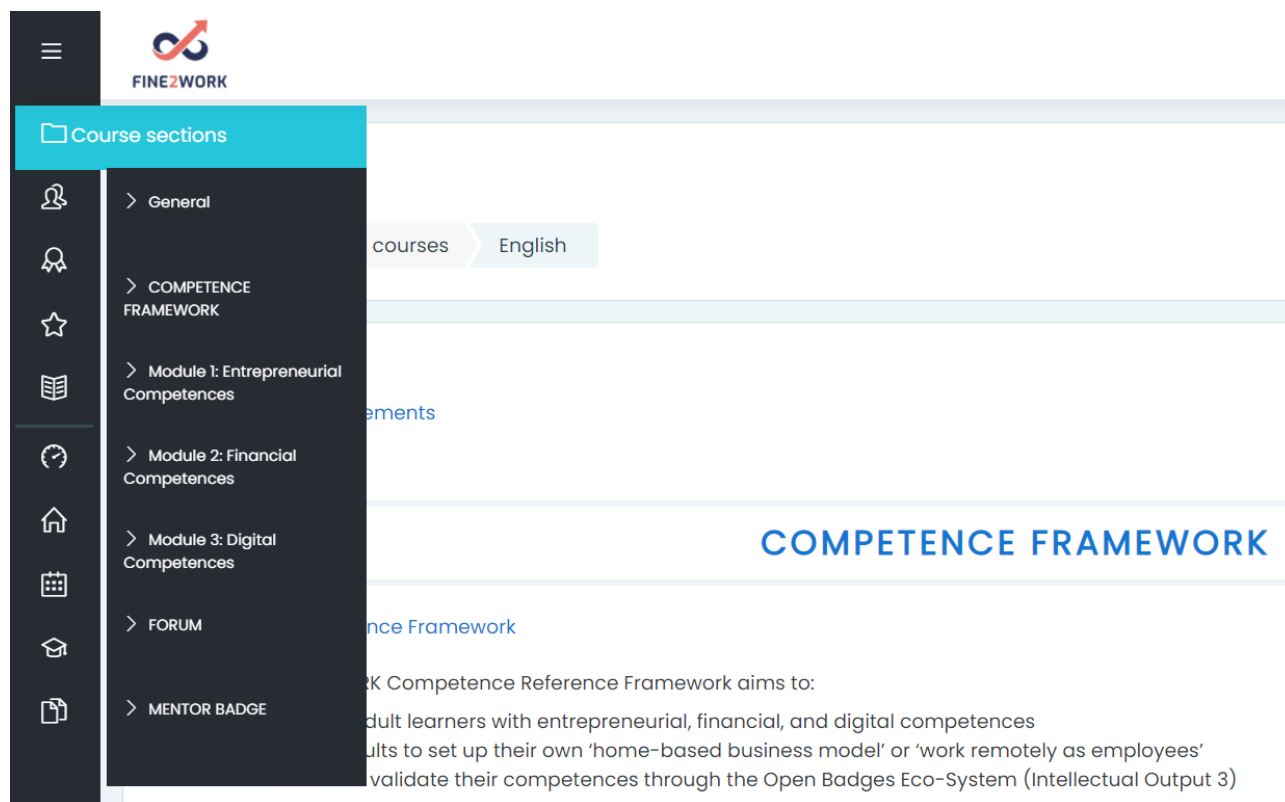 FINE2WORK
Course sections
General
COMPETENCE
FRAMEWORK
Module 1: Entrepreneurial
Competences
Module 2: Financial
Competences
Module 3: Digital
Competences
FORUM
MENTOR BADGE
courses
English
ements
COMPETENCE FRAMEWORK
nce Framework
RK Competence Reference Framework aims to:
dult learners with entrepreneurial, financial, and digital competences
ults to set up their own ‘home-based business model’ or ‘work remotely as employees’
validate their competences through the Open Badges Eco-System (Intellectual Output 3)